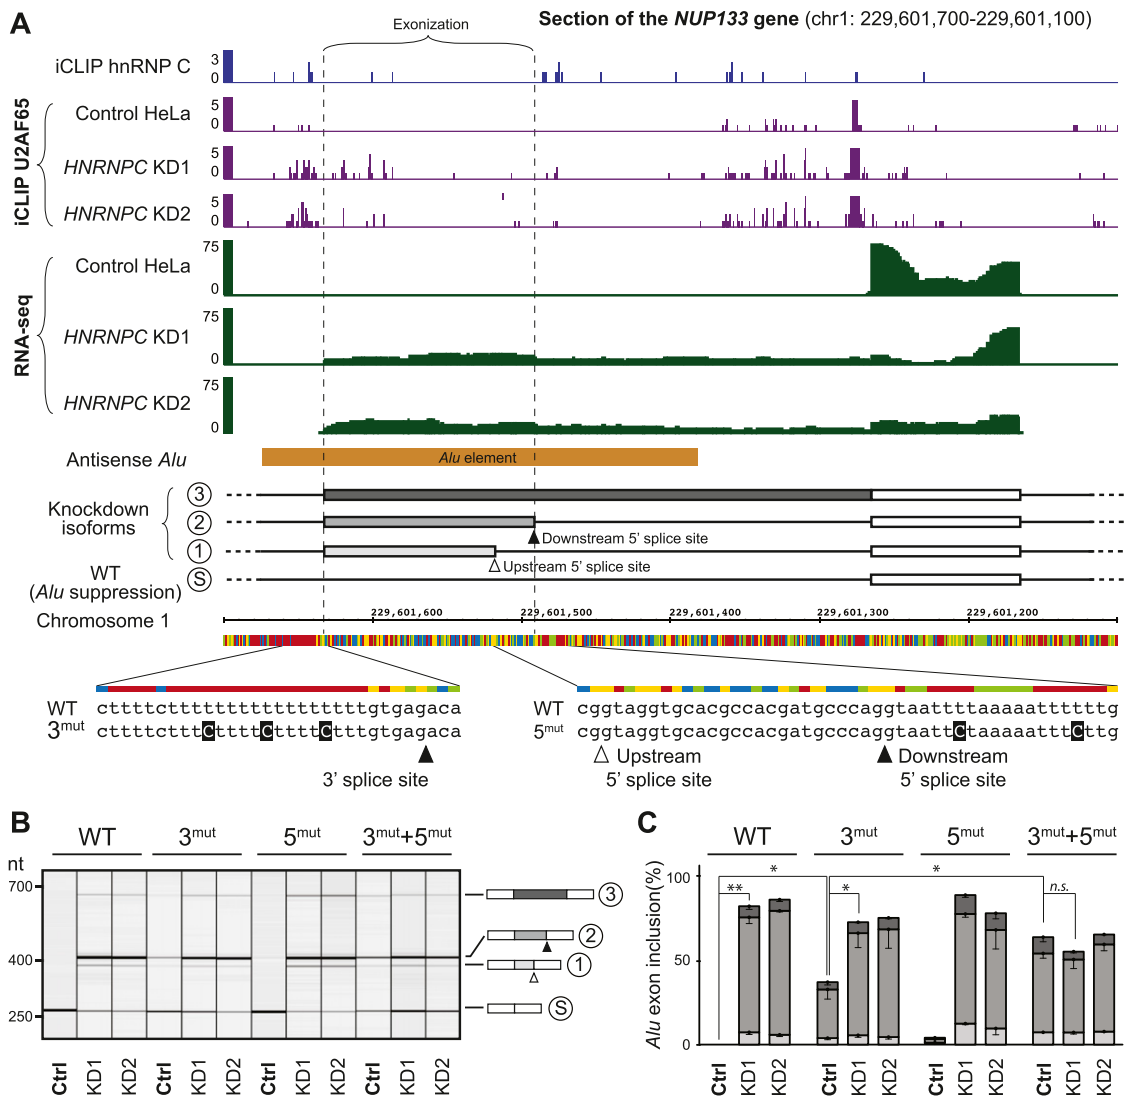 A
Section of the NUP133 gene (chr1: 229,601,700-229,601,100)
Exonization
iCLIP hnRNP C
3
0
iCLIP U2AF65
Control HeLa
5
0
HNRNPC KD1
5
0
HNRNPC KD2
5
0
RNA-seq
Control HeLa
75
0
HNRNPC KD1
75
0
HNRNPC KD2
75
0
Antisense Alu
Alu element
Knockdown isoforms
3
2
Downstream 5' splice site
1
Upstream 5' splice site
WT
(Alu suppression)
S
Chromosome 1
229,601,600
229,601,500
229,601,400
229,601,300
229,601,200
WT
cttttctttttttttttttttttgtgagaca
3mut
cttttctttCttttCttttCtttgtgagaca
3' splice site
WT
cggtaggtgcacgccacgatgcccaggtaattttaaaaatttttttg
5mut
cggtaggtgcacgccacgatgcccaggtaattCtaaaaattttCttg
Upstream
5' splice site
Downstream
5' splice site
B
WT
3mut
5mut
3mut+5mut
nt
700
400
250
3
2
1
S
Ctrl
KD1
KD2
Ctrl
KD1
KD2
Ctrl
KD1
KD2
Ctrl
KD1
KD2
C
WT
3mut
5mut
3mut+5mut
Alu exon inclusion(%)
100
50
0
*
*
**
*
n.s.
Ctrl
KD1
KD2
Ctrl
KD1
KD2
Ctrl
KD1
KD2
Ctrl
KD1
KD2